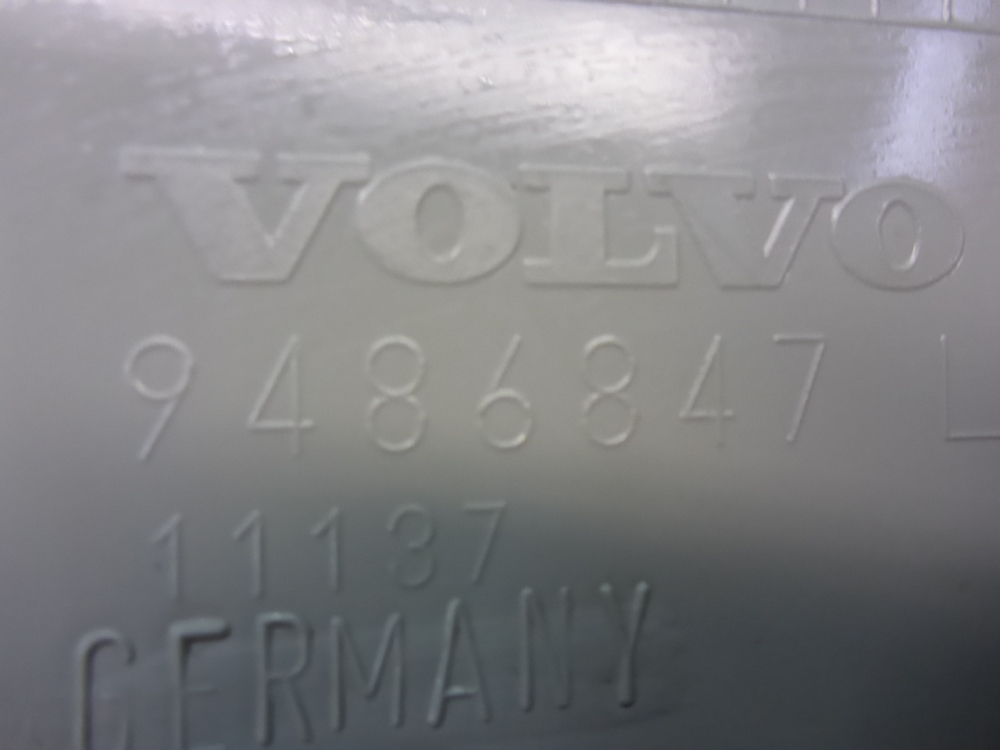 VOLVO
9486847 L
11137
GERMANY